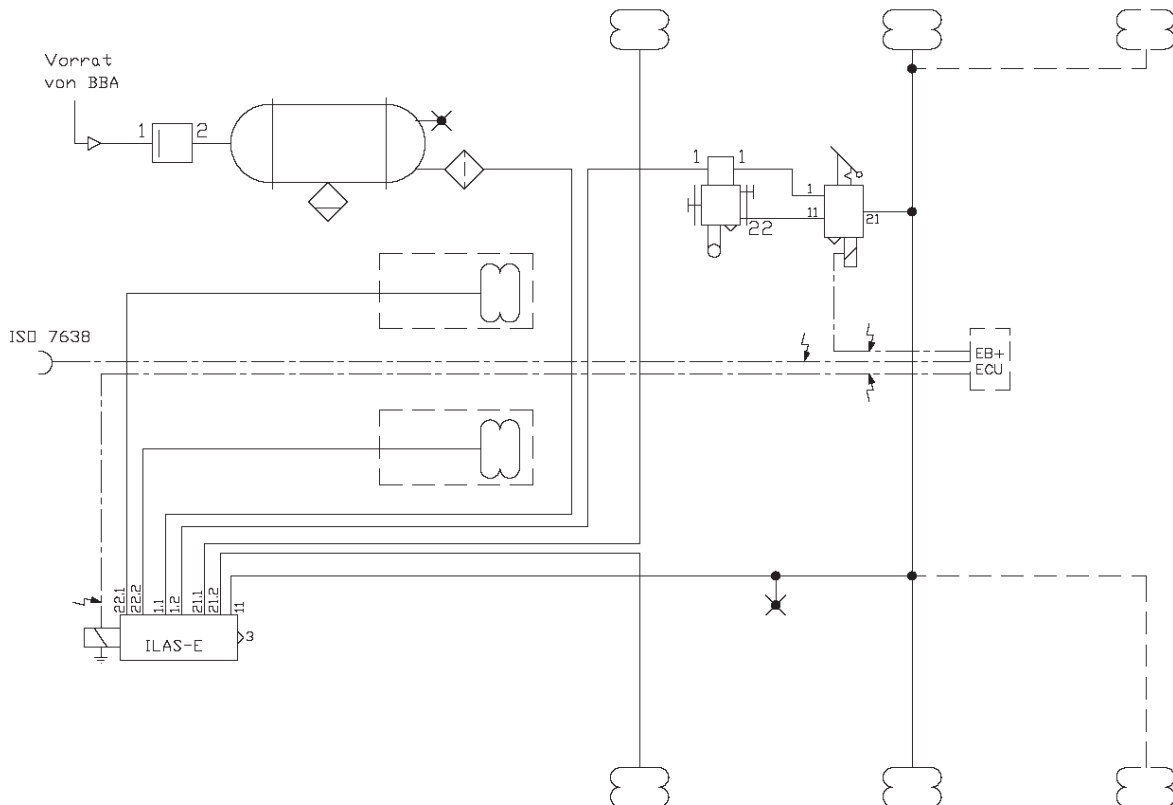 Vorrat
von BBA
1
2
1
1
1
11
21
22
ISO 7638
EB+
ECU
22.1
22.2
1.1
1.2
21.1
21.2
11
3
ILAS-E